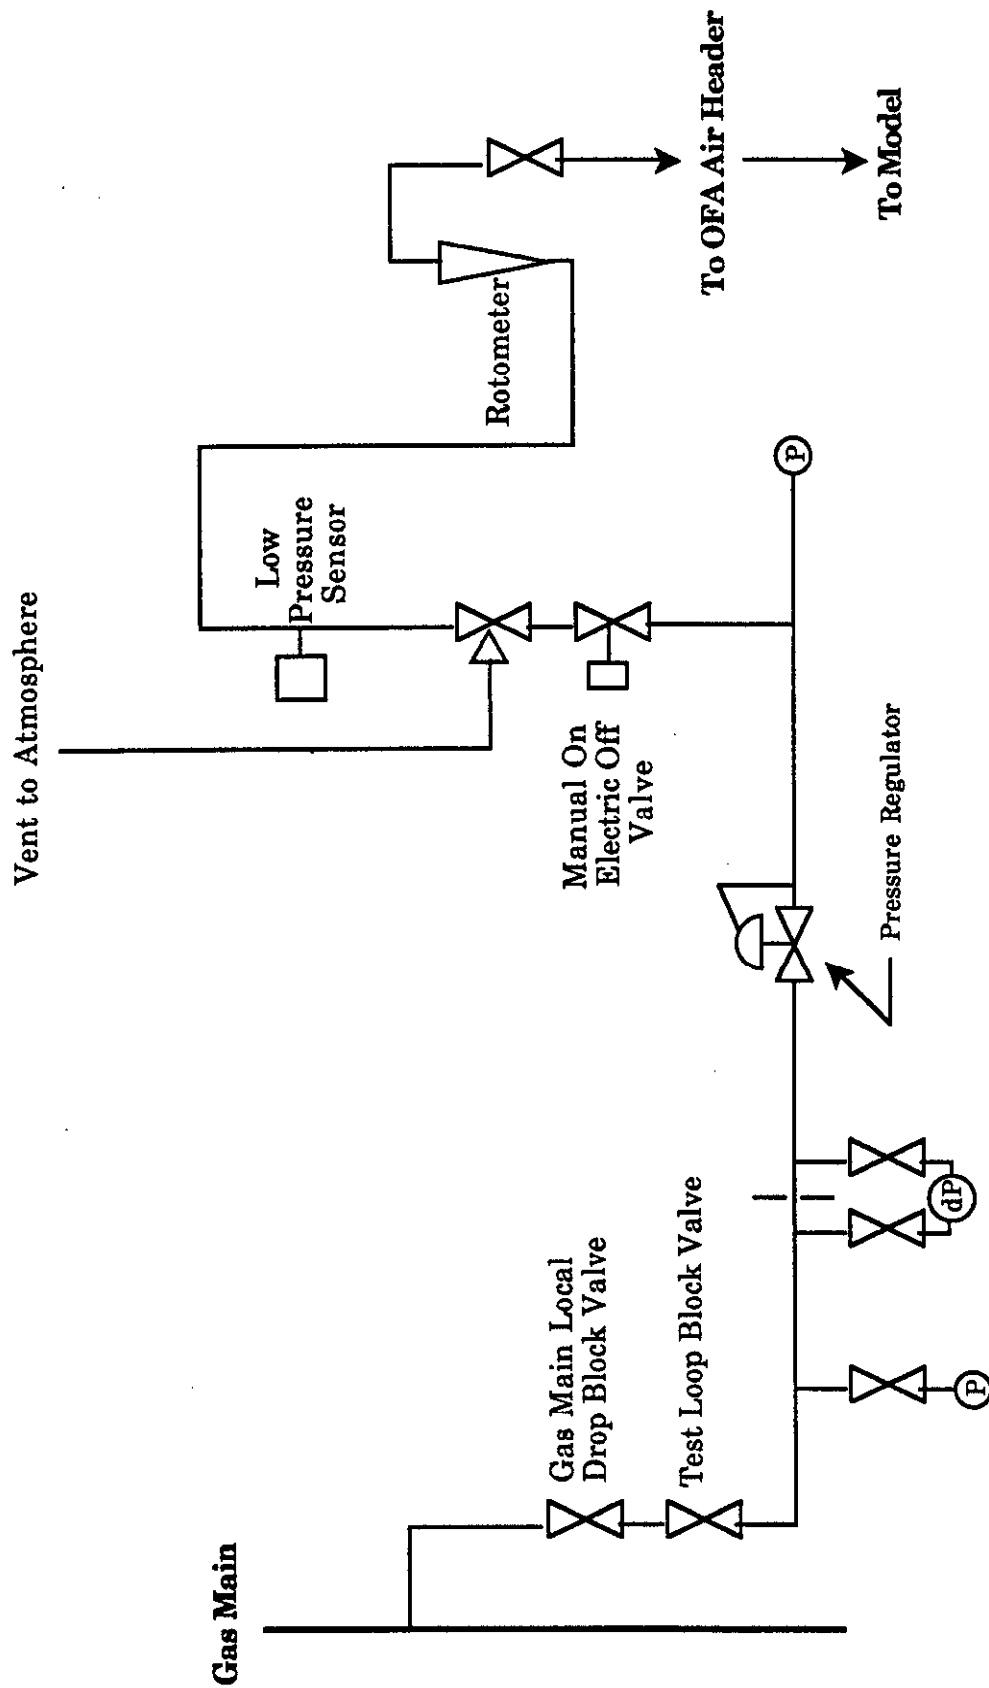 Gas Main
Gas Main Local
Drop Block Valve
Test Loop Block Valve
P
dP
Pressure Regulator
P
Vent to Atmosphere
Manual On
Electric Off
Valve
Low
Pressure
Sensor
Rotometer
To OFA Air Header
To Model